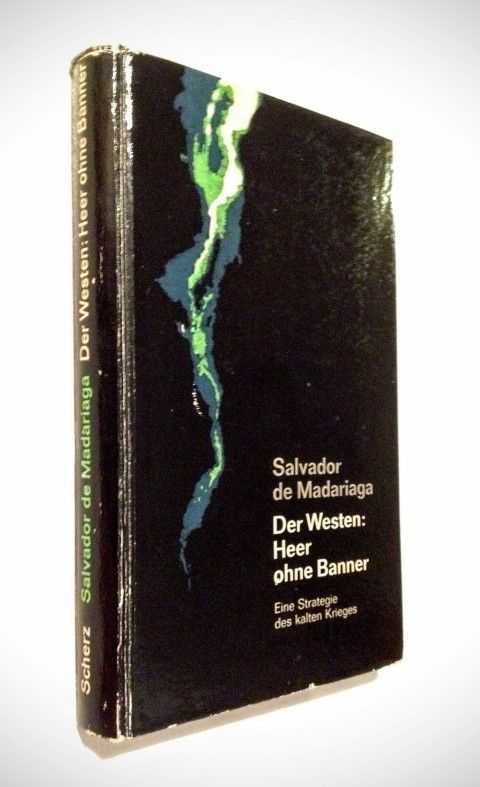 Scherz Salvador de Madariaga Der Westen: Heer ohne Banner
Salvador
de Madariaga
Der Westen:
Heer
ohne Banner
Eine Strategie
des kalten Krieges